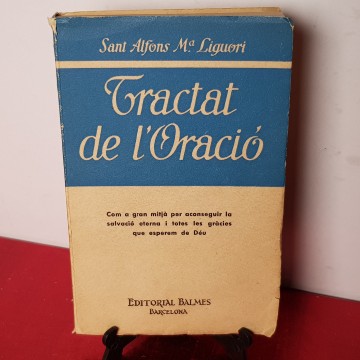 Sant Alfons Mª Liguori
Tractat
de l'Oració
Com a gran mitjà per aconseguir la
salvació eterna i totes les gràcies
que esperem de Déu
EDITORIAL BALMES
BARCELONA